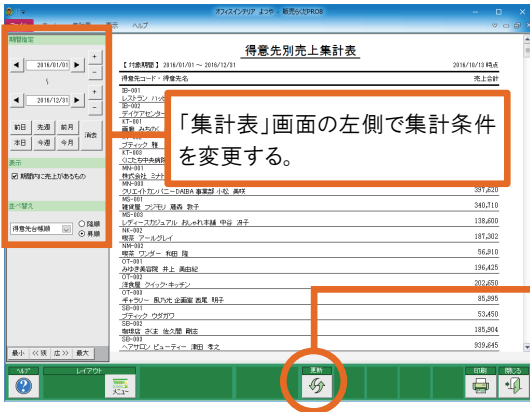 オフィスインテリア よつや - 販売らくだPRO8
ヘルプ
期間指定
2016/01/01
2016/12/31
前日 先週 前月 消去
本日 今週 今月
表示
期間内に売上があるもの
並べ替え
得意先台帳順
降順
昇順
得意先別売上集計表
【対象期間】 2016/01/01 ～ 2016/12/31
2016/10/13 時点
得意先コード・得意先名 売上合計
「集計表」画面の左側で集計条件
を変更する。
クリエイトカンパニーDAIBA 事業部 小松 美咲 397,620
MS-001
雑貨屋 フジモリ 藤森 敦子 340,710
MS-003
レディースカジュアル おしゃれ本舗 中谷 冴子 138,600
NK-002
喫茶 アールグレイ 187,302
NM-002
喫茶 ワンダー 和田 隆 56,910
OT-001
みゆき美容院 井上 美由紀 196,425
OT-002
洋食屋 クイック・キッチン 202,650
OT-003
ギャラリー 風乃光 企画室 西尾 明子 85,995
SB-001
ブティック ウダガワ 53,450
SB-002
珈琲店 さくま 佐久間 剛志 185,904
SB-003
ヘアサロン ビューティー 津田 孝之 939,645
最小 <<狭 広>> 最大
ヘルプ レイアウト 更新 印刷 閉じる
メニュー